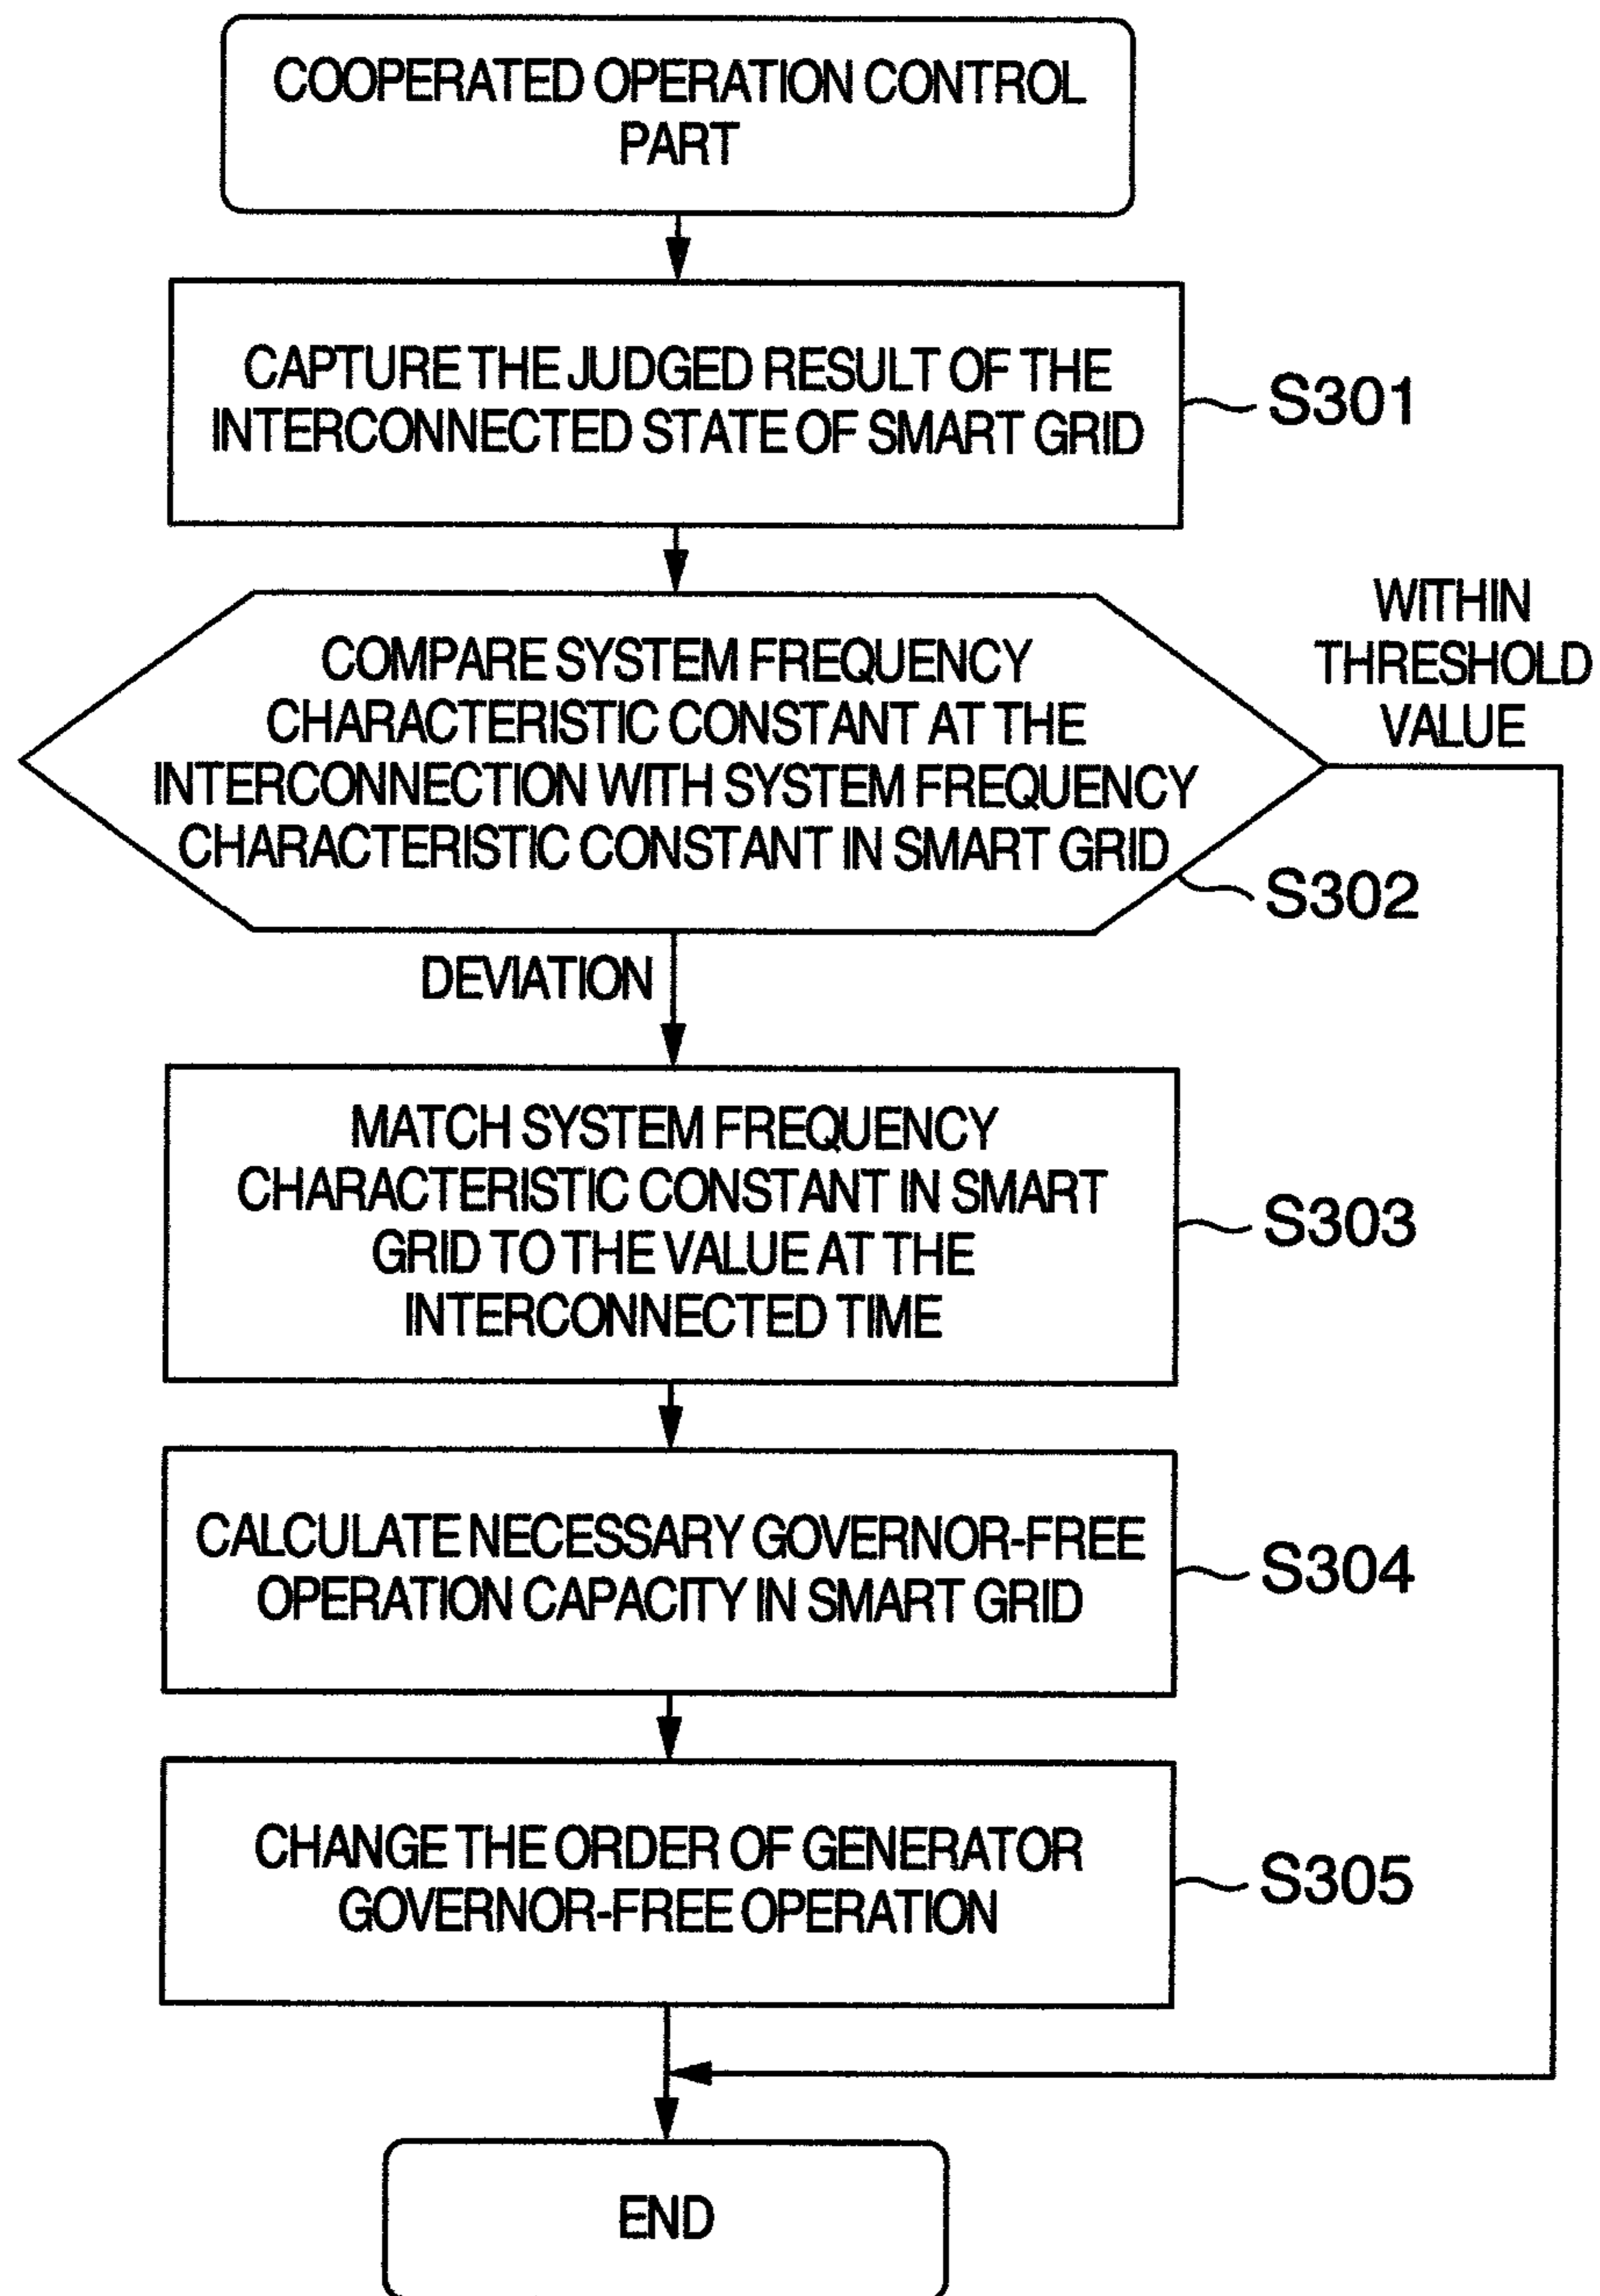 COOPERATED OPERATION CONTROL
PART
CAPTURE THE JUDGED RESULT OF THE
INTERCONNECTED STATE OF SMART GRID
S301
WITHIN
THRESHOLD
VALUE
COMPARE SYSTEM FREQUENCY
CHARACTERISTIC CONSTANT AT THE
INTERCONNECTION WITH SYSTEM FREQUENCY
CHARACTERISTIC CONSTANT IN SMART GRID
S302
DEVIATION
MATCH SYSTEM FREQUENCY
CHARACTERISTIC CONSTANT IN SMART
GRID TO THE VALUE AT THE
INTERCONNECTED TIME
S303
CALCULATE NECESSARY GOVERNOR-FREE
OPERATION CAPACITY IN SMART GRID
S304
CHANGE THE ORDER OF GENERATOR
GOVERNOR-FREE OPERATION
S305
END